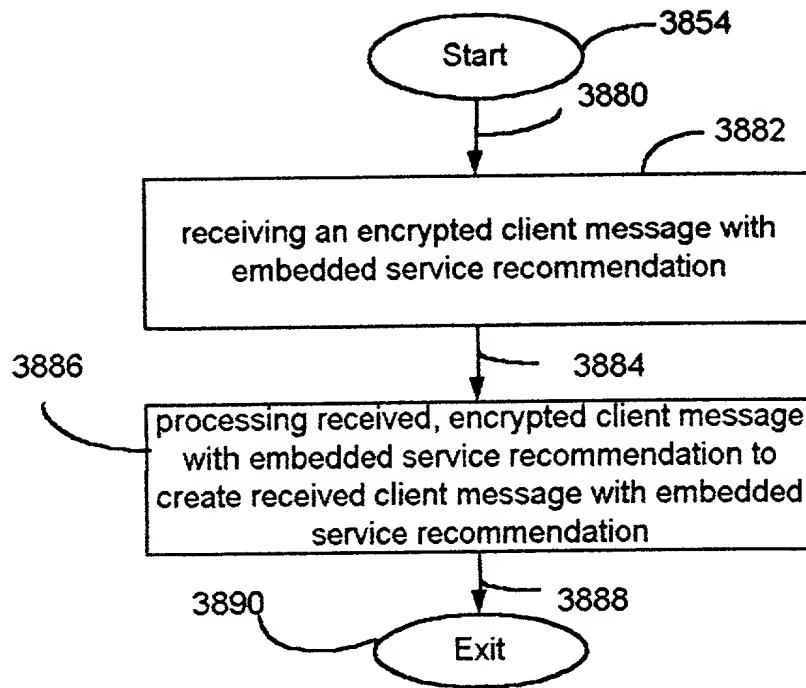 3854
Start
3880
3882
receiving an encrypted client message with
embedded service recommendation
3884
3886
processing received, encrypted client message
with embedded service recommendation to
create received client message with embedded
service recommendation
3888
3890
Exit